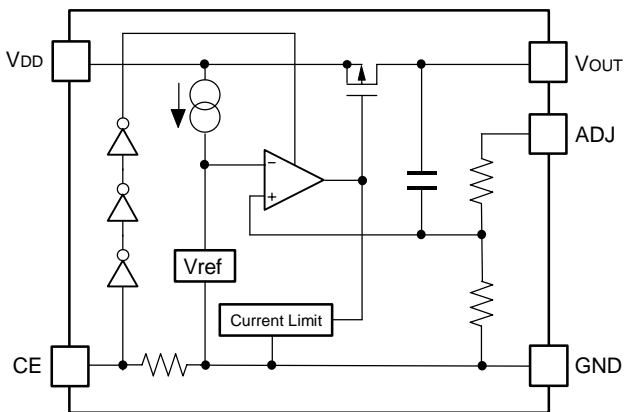 VDD
VOUT
ADJ
−
+
Vref
Current Limit
CE
GND